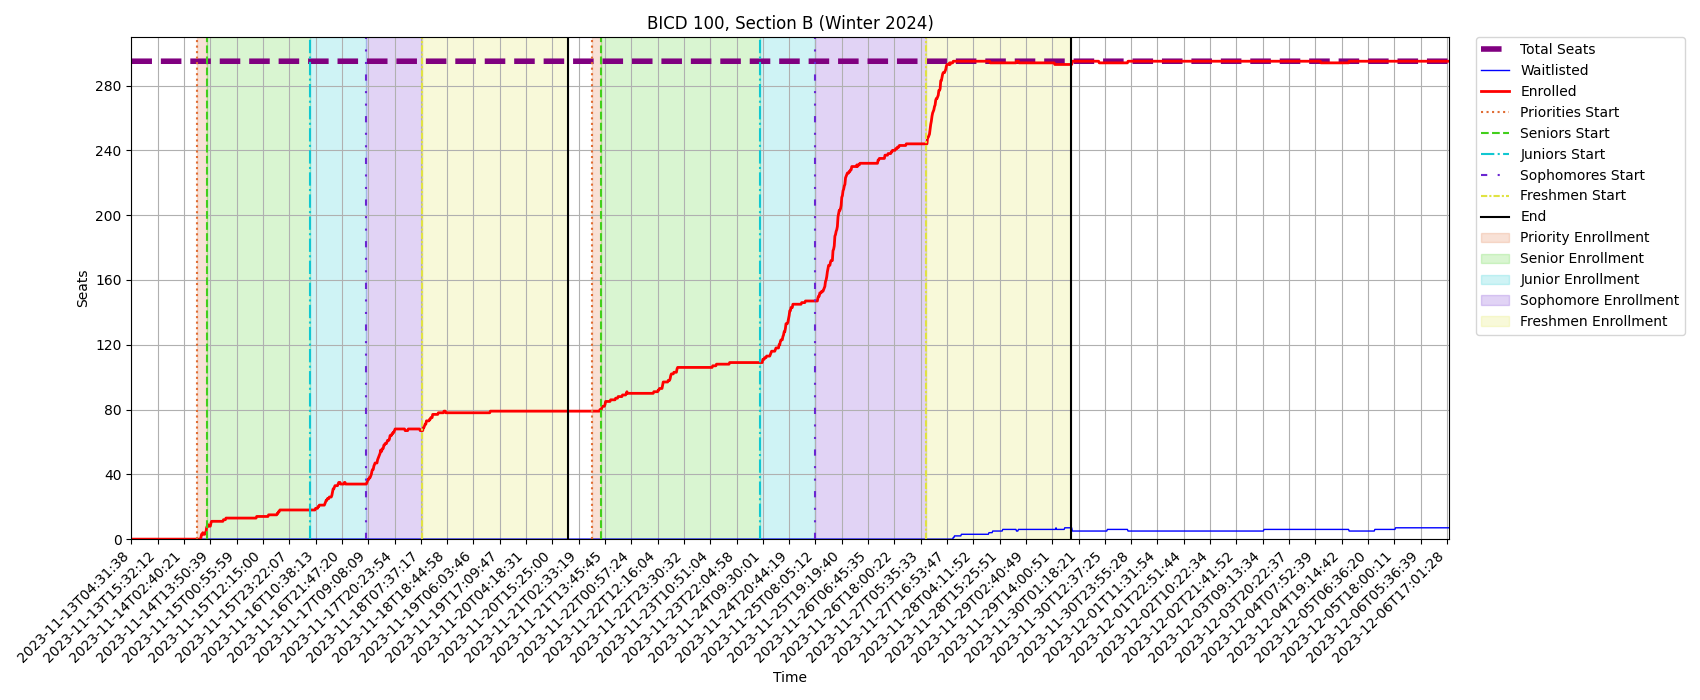 BICD 100, Section B (Winter 2024)
Seats
280
240
200
160
120
80
40
0
2023-11-13T04:31:38
2023-11-13T15:32:12
2023-11-14T02:40:21
2023-11-14T13:50:39
2023-11-15T00:55:59
2023-11-15T12:15:00
2023-11-15T23:22:07
2023-11-16T10:38:13
2023-11-16T21:47:20
2023-11-17T09:08:09
2023-11-17T20:23:54
2023-11-18T07:37:17
2023-11-18T18:44:58
2023-11-19T06:03:46
2023-11-19T17:09:47
2023-11-20T04:18:31
2023-11-20T15:25:00
2023-11-21T02:33:19
2023-11-21T13:45:45
2023-11-22T00:57:24
2023-11-22T12:16:04
2023-11-22T23:30:32
2023-11-23T10:51:04
2023-11-23T22:04:58
2023-11-24T09:30:01
2023-11-24T20:44:19
2023-11-25T08:05:12
2023-11-25T19:19:40
2023-11-26T06:45:35
2023-11-26T18:00:22
2023-11-27T05:35:33
2023-11-27T16:53:47
2023-11-28T04:11:52
2023-11-28T15:25:51
2023-11-29T02:40:49
2023-11-29T14:00:51
2023-11-30T01:18:21
2023-11-30T12:37:25
2023-11-30T23:55:28
2023-12-01T11:31:54
2023-12-01T22:51:44
2023-12-02T10:22:34
2023-12-02T21:41:52
2023-12-03T09:13:34
2023-12-03T20:22:37
2023-12-04T07:52:39
2023-12-04T19:14:42
2023-12-05T06:36:20
2023-12-05T18:00:11
2023-12-06T05:36:39
2023-12-06T17:01:28
Time
Total Seats
Waitlisted
Enrolled
Priorities Start
Seniors Start
Juniors Start
Sophomores Start
Freshmen Start
End
Priority Enrollment
Senior Enrollment
Junior Enrollment
Sophomore Enrollment
Freshmen Enrollment